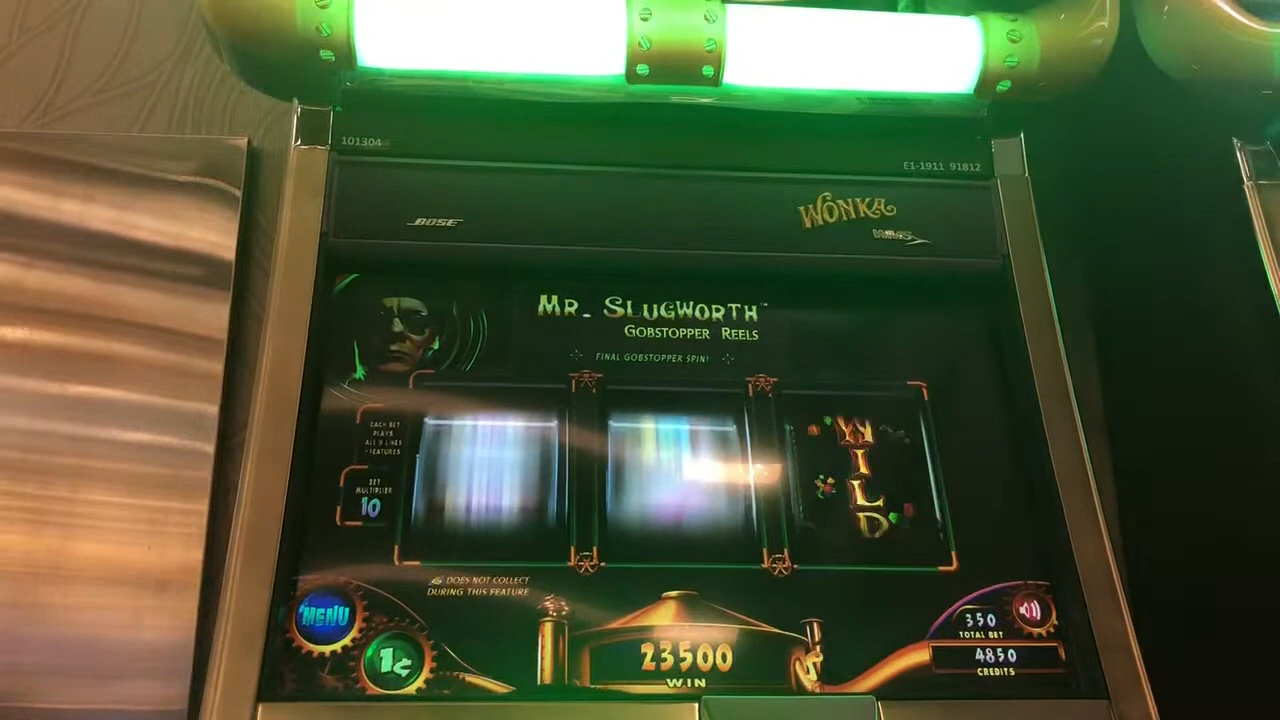 101304
E1-1911 91812
BOSE
WONKA
WMS
MR. SLUGWORTH™
GOBSTOPPER REELS
FINAL GOBSTOPPER SPIN!
EACH BET
PLAYS
ALL 9 LINES
+ FEATURES
BET
MULTIPLIER
10
WILD
DOES NOT COLLECT
DURING THIS FEATURE
MENU
1¢
23500
WIN
350
TOTAL BET
4850
CREDITS